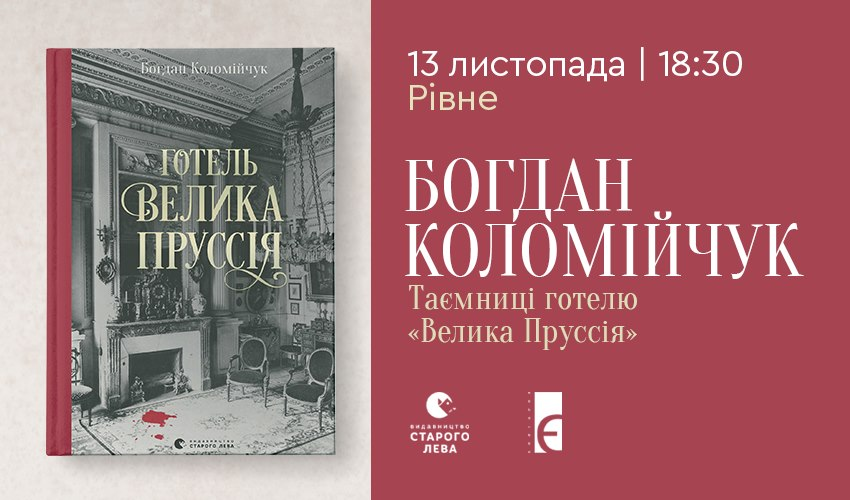 Богдан Коломійчук
ГОТЕЛЬ
ВЕЛИКА
ПРУССІЯ
ВИДАВНИЦТВО
СТАРОГО
ЛЕВА
13 листопада | 18:30
Рівне
БОГДАН
КОЛОМІЙЧУК
Таємниці готелю
«Велика Пруссія»
ВИДАВНИЦТВО
СТАРОГО
ЛЕВА
Є